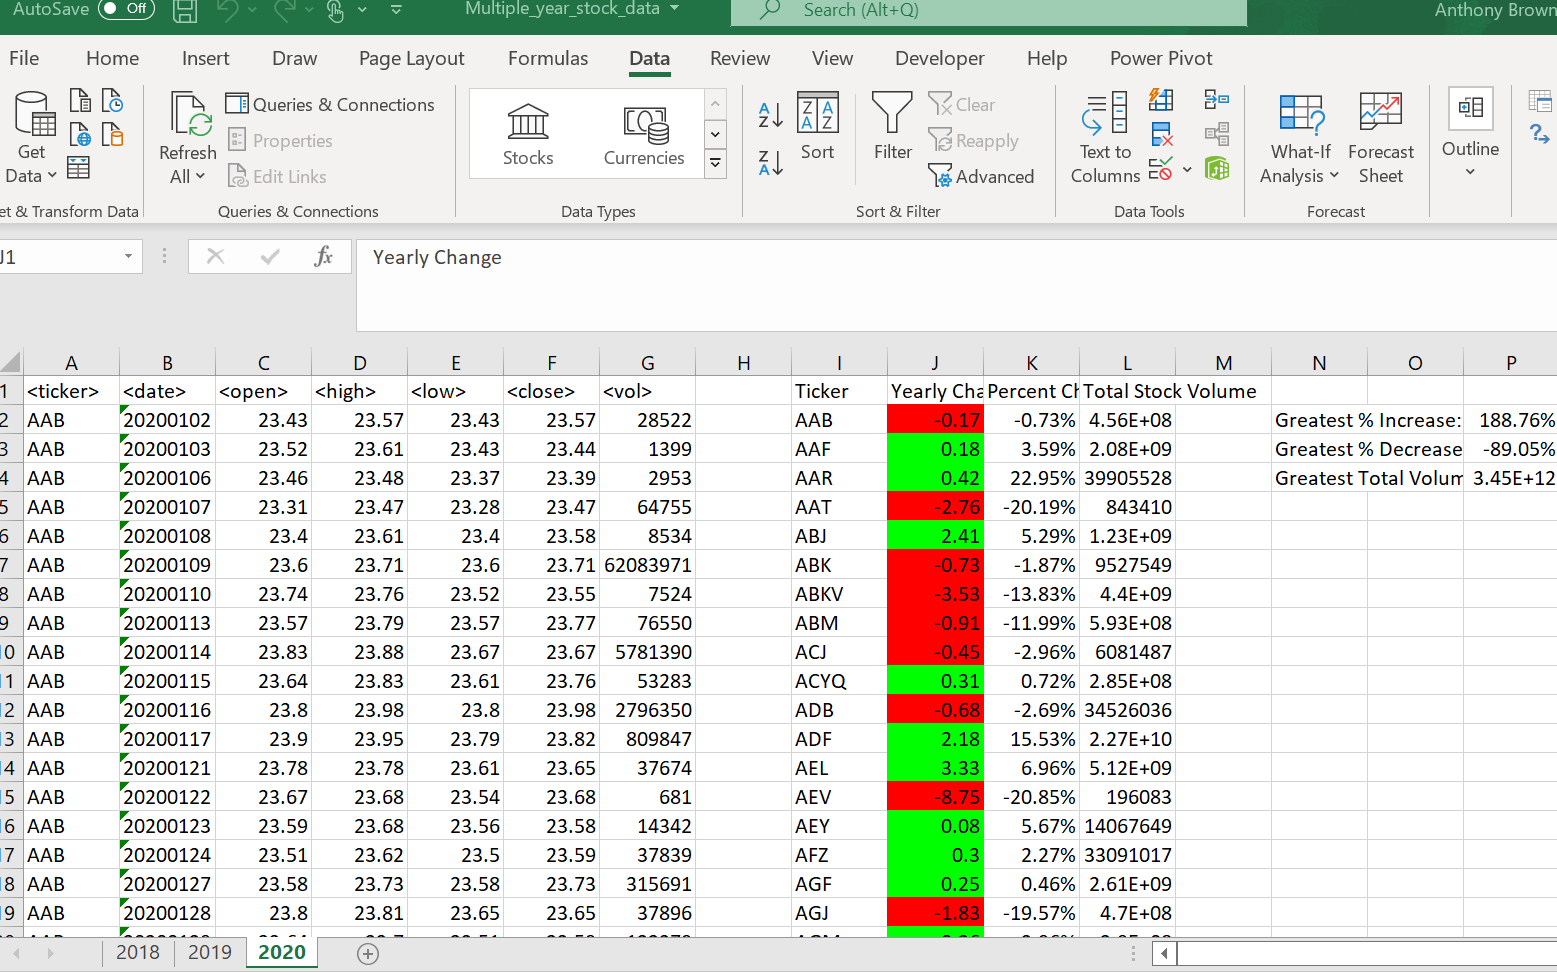 AutoSave Off Multiple_year_stock_data Search (Alt+Q) Anthony Brown
File Home Insert Draw Page Layout Formulas Data Review View Developer Help Power Pivot
Get Data
Refresh All
Queries & Connections
Properties
Edit Links
Stocks Currencies
Sort
Filter
Clear
Reapply
Advanced
Text to Columns
What-If Analysis
Forecast Sheet
Outline
et & Transform Data Queries & Connections Data Types Sort & Filter Data Tools Forecast
J1 fx Yearly Change
A B C D E F G H I J K L M N O P
1 <ticker> <date> <open> <high> <low> <close> <vol> Ticker Yearly Cha Percent Ch Total Stock Volume
2 AAB 20200102 23.43 23.57 23.43 23.57 28522 AAB -0.17 -0.73% 4.56E+08 Greatest % Increase: 188.76%
3 AAB 20200103 23.52 23.61 23.43 23.44 1399 AAF 0.18 3.59% 2.08E+09 Greatest % Decrease -89.05%
4 AAB 20200106 23.46 23.48 23.37 23.39 2953 AAR 0.42 22.95% 39905528 Greatest Total Volum 3.45E+12
5 AAB 20200107 23.31 23.47 23.28 23.47 64755 AAT -2.76 -20.19% 843410
6 AAB 20200108 23.4 23.61 23.4 23.58 8534 ABJ 2.41 5.29% 1.23E+09
7 AAB 20200109 23.6 23.71 23.6 23.71 62083971 ABK -0.73 -1.87% 9527549
8 AAB 20200110 23.74 23.76 23.52 23.55 7524 ABKV -3.53 -13.83% 4.4E+09
9 AAB 20200113 23.57 23.79 23.57 23.77 76550 ABM -0.91 -11.99% 5.93E+08
10 AAB 20200114 23.83 23.88 23.67 23.67 5781390 ACJ -0.45 -2.96% 6081487
11 AAB 20200115 23.64 23.83 23.61 23.76 53283 ACYQ 0.31 0.72% 2.85E+08
12 AAB 20200116 23.8 23.98 23.8 23.98 2796350 ADB -0.68 -2.69% 34526036
13 AAB 20200117 23.9 23.95 23.79 23.82 809847 ADF 2.18 15.53% 2.27E+10
14 AAB 20200121 23.78 23.78 23.61 23.65 37674 AEL 3.33 6.96% 5.12E+09
15 AAB 20200122 23.67 23.68 23.54 23.68 681 AEV -8.75 -20.85% 196083
16 AAB 20200123 23.59 23.68 23.56 23.58 14342 AEY 0.08 5.67% 14067649
17 AAB 20200124 23.51 23.62 23.5 23.59 37839 AFZ 0.3 2.27% 33091017
18 AAB 20200127 23.58 23.73 23.58 23.73 315691 AGF 0.25 0.46% 2.61E+09
19 AAB 20200128 23.8 23.81 23.65 23.65 37896 AGJ -1.83 -19.57% 4.7E+08
2018 2019 2020